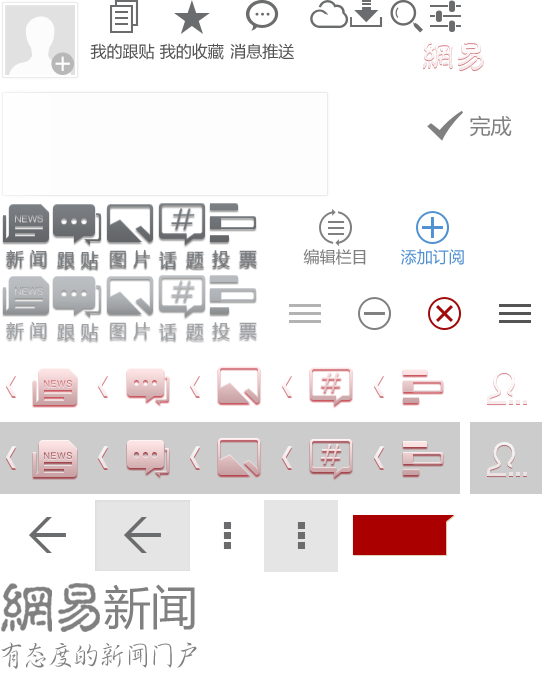 我的跟贴 我的收藏 消息推送
網易
完成
NEWS #
新闻 跟贴 图片 话题 投票
编辑栏目 添加订阅
NEWS #
新闻 跟贴 图片 话题 投票
NEWS #
NEWS #
網易新闻
有态度的新闻门户